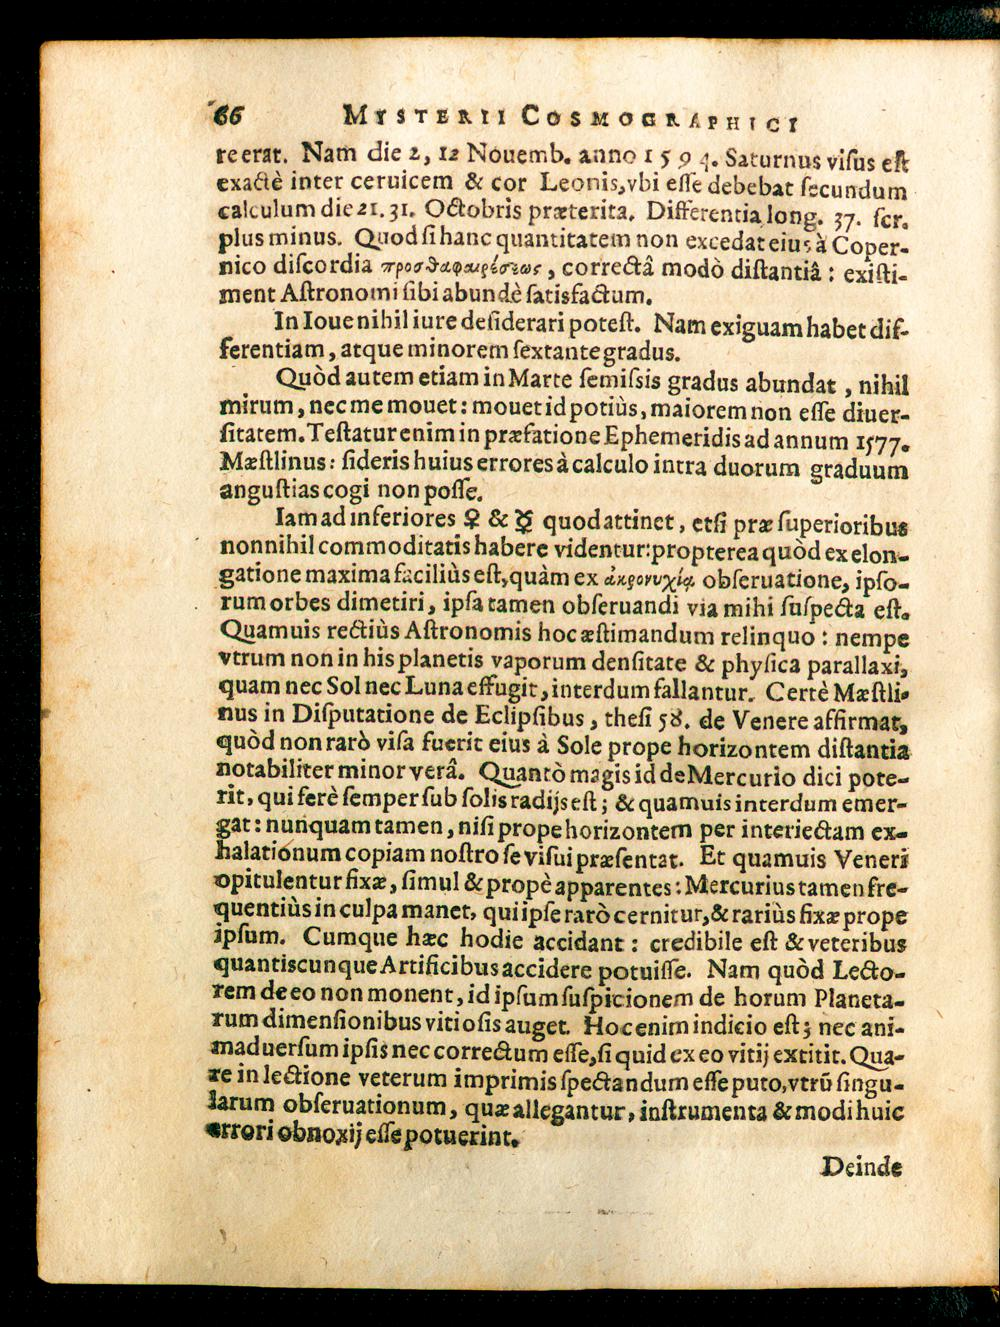 66 MYSTERII COSMOGRAPHICI
re erat. Nam die 2, 12 Nouemb. anno 1594. Saturnus viſus eſt
exactè inter ceruicem & cor Leonis, vbi eſſe debebat ſecundum
calculum die 21. 31. Octobris præterita. Differentia long. 37. ſcr.
plus minus. Quod ſi hanc quantitatem non excedat eius à Coper-
nico diſcordia προσθαφαιρέσεως, correctâ modò diſtantiâ: exiſti-
ment Aſtronomi ſibi abundè ſatisfactum.
In Ioue nihil iure deſiderari poteſt. Nam exiguam habet dif-
ferentiam, atque minorem ſextante gradus.
Quòd autem etiam in Marte ſemiſsis gradus abundat, nihil
mirum, nec me mouet: mouet id potiùs, maiorem non eſſe diuer-
ſitatem. Teſtatur enim in præfatione Ephemeridis ad annum 1577.
Mæſtlinus: ſideris huius errores à calculo intra duorum graduum
anguſtias cogi non poſſe.
Iam ad inferiores ♀ & ☿ quod attinet, etſi præ ſuperioribus
nonnihil commoditatis habere videntur: propterea quòd ex elon-
gatione maxima faciliùs eſt, quàm ex ἀκρονυχίᾳ obſeruatione, ipſo-
rum orbes dimetiri, ipſa tamen obſeruandi via mihi ſuſpecta eſt.
Quamuis rectiùs Aſtronomis hoc æſtimandum relinquo: nempe
vtrum non in his planetis vaporum denſitate & phyſica parallaxi,
quam nec Sol nec Luna effugit, interdum fallantur. Certè Mæſtli-
nus in Diſputatione de Eclipſibus, theſi 58. de Venere affirmat,
quòd non rarò viſa fuerit eius à Sole prope horizontem diſtantia
notabiliter minor verâ. Quantò magis id de Mercurio dici pote-
rit, qui ferè ſemper ſub ſolis radijs eſt; & quamuis interdum emer-
gat: nunquam tamen, niſi prope horizontem per interiectam ex-
halationum copiam noſtro ſe viſui præſentat. Et quamuis Veneri
opitulentur fixæ, ſimul & propè apparentes: Mercurius tamen fre-
quentiùs in culpa manet, qui ipſe rarò cernitur, & rariùs fixæ prope
ipſum. Cumque hæc hodie accidant: credibile eſt & veteribus
quantiscunque Artificibus accidere potuiſſe. Nam quòd Lecto-
rem de eo non monent, id ipſum ſuſpicionem de horum Planeta-
rum dimenſionibus vitioſis auget. Hoc enim indicio eſt; nec ani-
maduerſum ipſis nec correctum eſſe, ſi quid ex eo vitij extitit. Qua-
re in lectione veterum imprimis ſpectandum eſſe puto, vtrū ſingu-
larum obſeruationum, quæ allegantur, inſtrumenta & modi huic
errori obnoxij eſſe potuerint.
Deinde